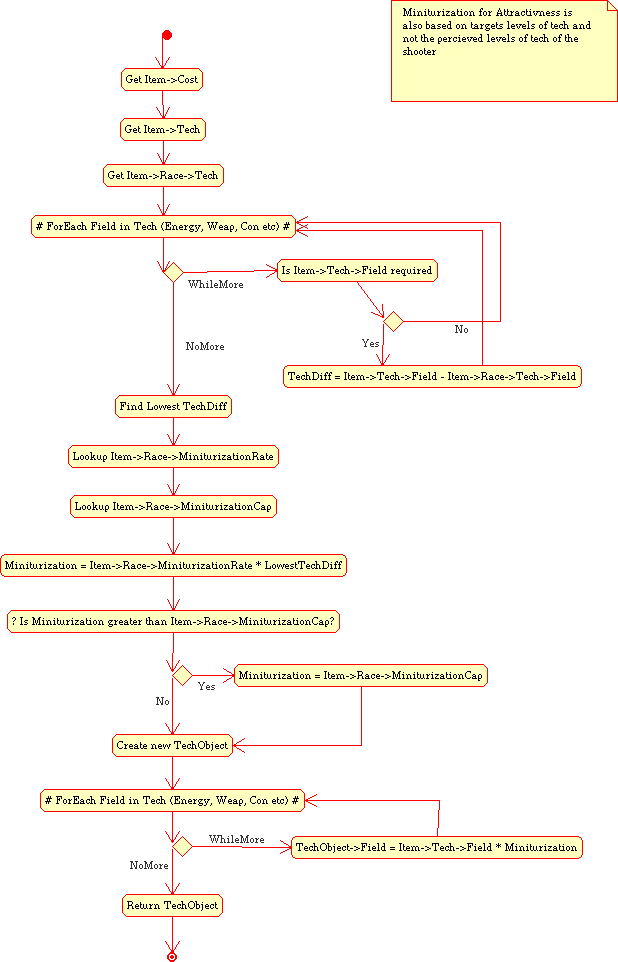 Miniturization for Attractivness is
also based on targets levels of tech and
not the percieved levels of tech of the
shooter
Get Item->Cost
Get Item->Tech
Get Item->Race->Tech
# ForEach Field in Tech (Energy, Weap, Con etc) #
WhileMore
Is Item->Tech->Field required
No
Yes
NoMore
TechDiff = Item->Tech->Field - Item->Race->Tech->Field
Find Lowest TechDiff
Lookup Item->Race->MiniturizationRate
Lookup Item->Race->MiniturizationCap
Miniturization = Item->Race->MiniturizationRate * LowestTechDiff
? Is Miniturization greater than Item->Race->MiniturizationCap?
Yes
Miniturization = Item->Race->MiniturizationCap
No
Create new TechObject
# ForEach Field in Tech (Energy, Weap, Con etc) #
WhileMore
TechObject->Field = Item->Tech->Field * Miniturization
NoMore
Return TechObject